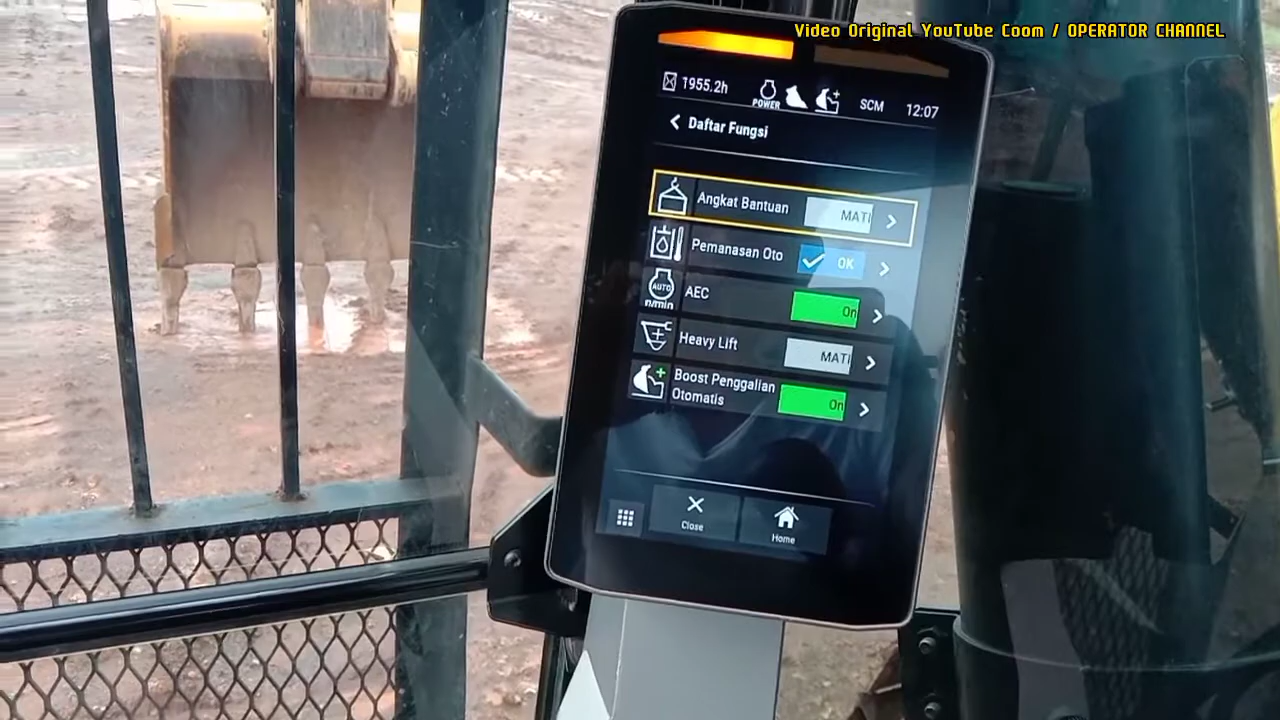 Video Original YouTube Coom / OPERATOR CHANNEL
1955.2h
POWER
SCM
12:07
Daftar Fungsi
Angkat Bantuan
MATI
Pemanasan Oto
OK
AUTO
n/min
AEC
On
Heavy Lift
MATI
Boost Penggalian
Otomatis
On
Close
Home